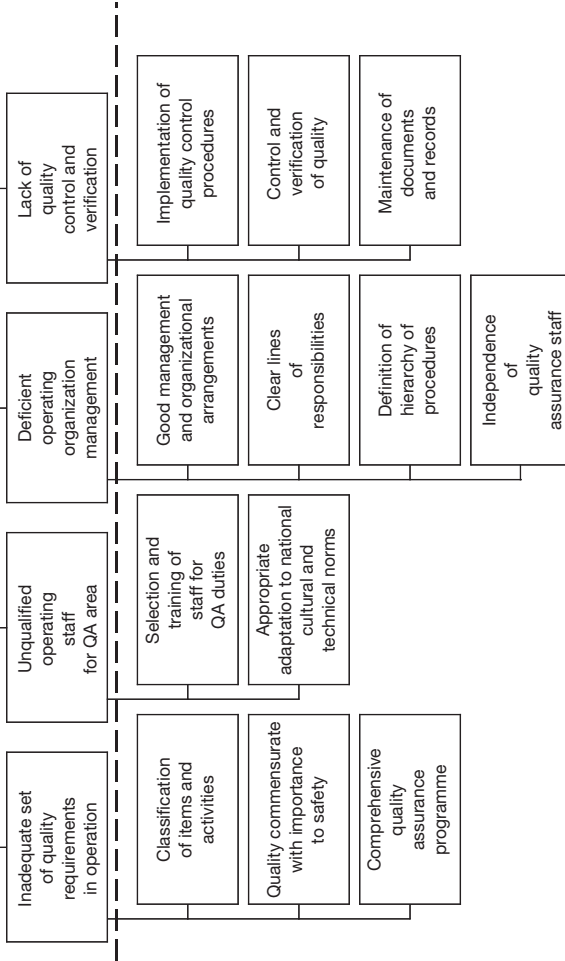 Inadequate set
of quality
requirements
in operation
Classification
of items and
activities
Quality commensurate
with importance
to safety
Comprehensive
quality
assurance
programme
Unqualified
operating
staff
for QA area
Selection and
training of
staff for
QA duties
Appropriate
adaptation to national
cultural and
technical norms
Deficient
operating
organization
management
Good management
and organizational
arrangements
Clear lines
of
responsibilities
Definition of
hierarchy of
procedures
Independence
of
quality
assurance staff
Lack of
quality
control and
verification
Implementation of
quality control
procedures
Control and
verification
of quality
Maintenance of
documents
and records